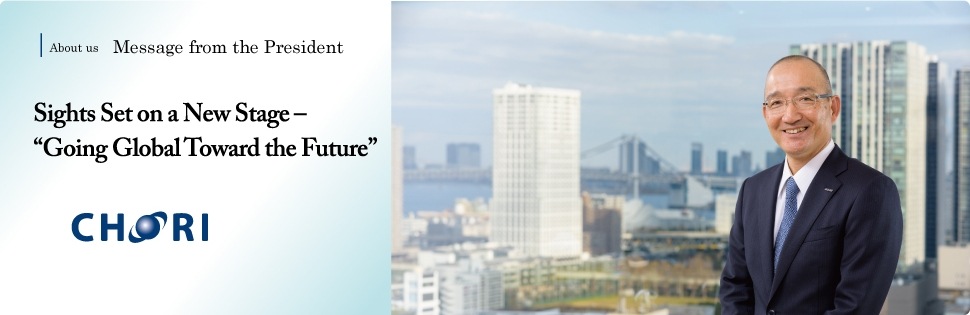 About us Message from the President
Sights Set on a New Stage –
“Going Global Toward the Future”
CHORI